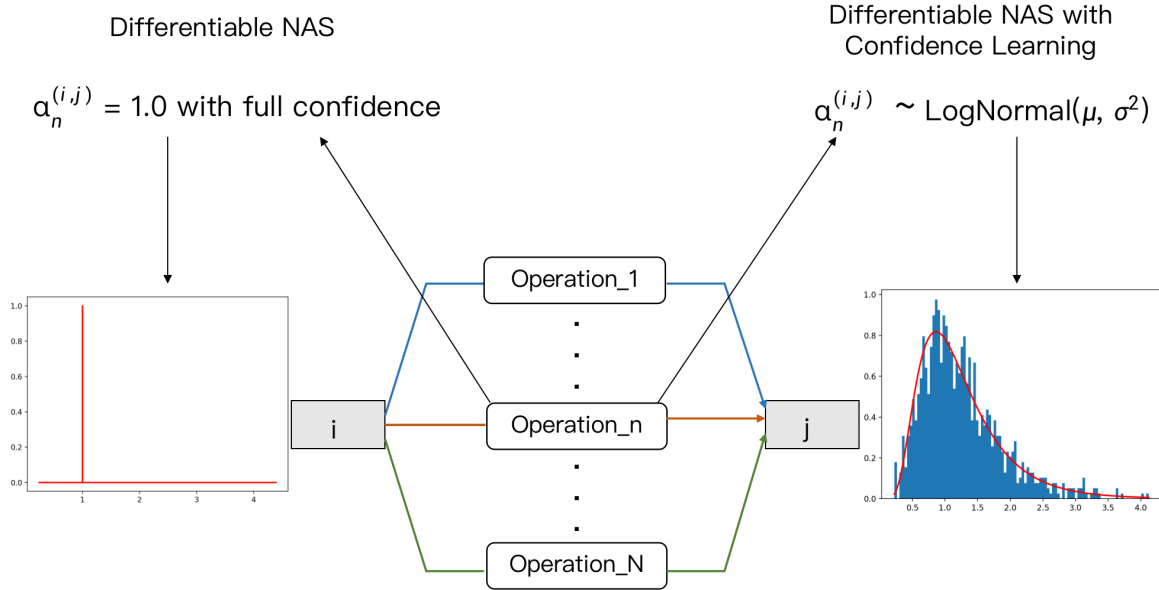 Differentiable NAS
Differentiable NAS with
Confidence Learning
α_n^(i,j) = 1.0 with full confidence
α_n^(i,j) ~ LogNormal(μ, σ²)
Operation_1
Operation_n
Operation_N
i
j
1.0
0.8
0.6
0.4
0.2
0.0
1 2 3 4
1.0
0.8
0.6
0.4
0.2
0.0
0.5 1.0 1.5 2.0 2.5 3.0 3.5 4.0